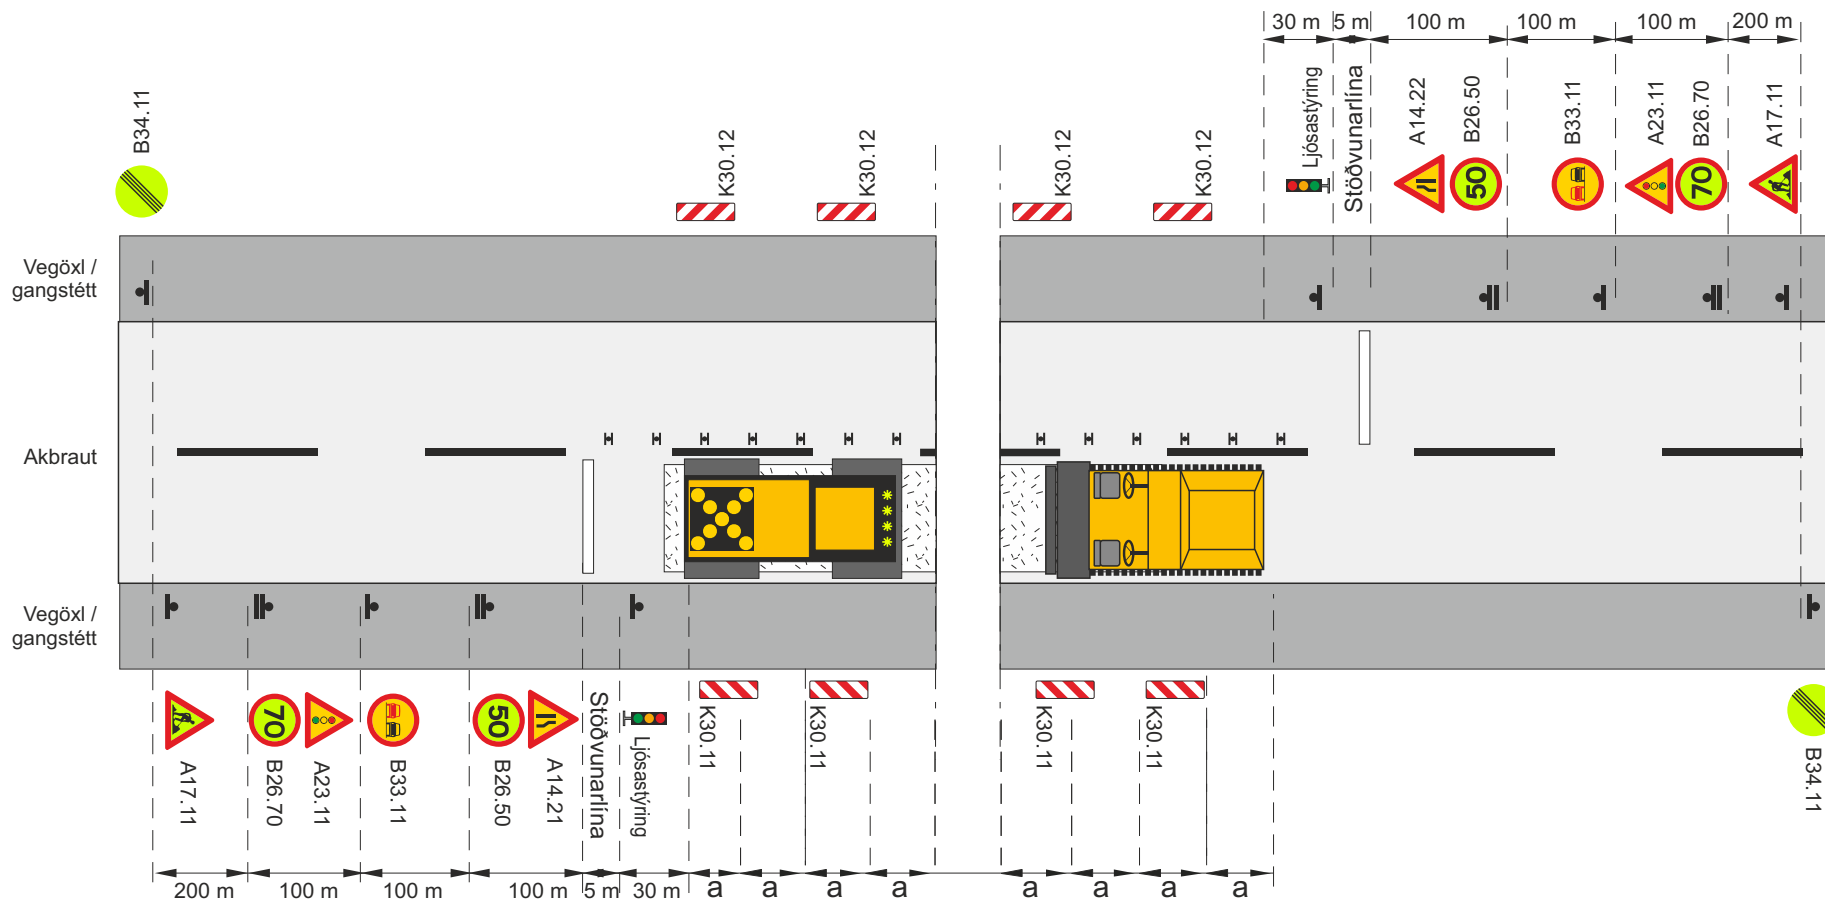 30 m
5 m
100 m
100 m
100 m
200 m
B34.11
K30.12
K30.12
K30.12
K30.12
Ljósastýring
Stöðvunarlína
A14.22
B26.50
B33.11
A23.11
B26.70
A17.11
50
70
Vegöxl /
gangstétt
Akbraut
Vegöxl /
gangstétt
70
50
A17.11
B26.70
A23.11
B33.11
B26.50
A14.21
Stöðvunarlína
Ljósastýring
K30.11
K30.11
K30.11
K30.11
B34.11
200 m
100 m
100 m
100 m
5 m
30 m
a
a
a
a
a
a
a
a